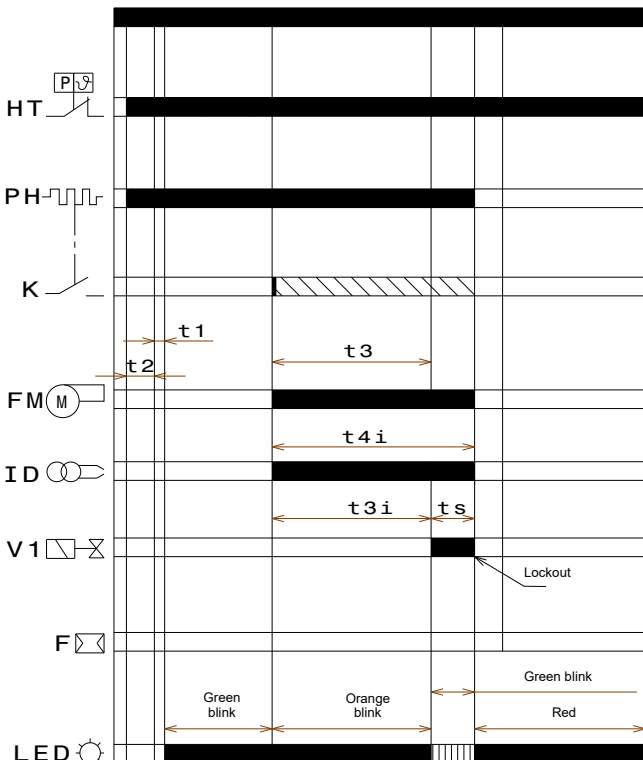 P ϑ
HT
PH
K
t1
t3
t2
FM M
t4i
ID
t3i ts
V1
Lockout
F
Green blink
Green
blink
Orange
blink
Red
LED